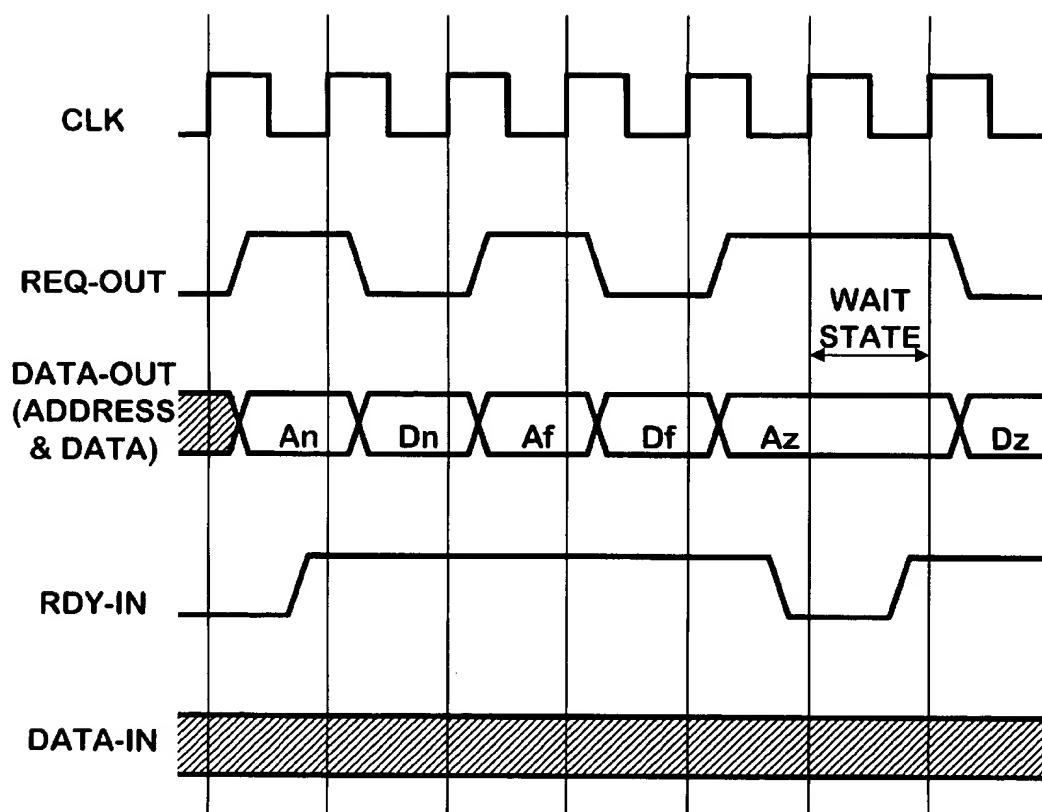 CLK
REQ-OUT
WAIT
STATE
DATA-OUT
(ADDRESS
& DATA)
An Dn Af Df Az Dz
RDY-IN
DATA-IN